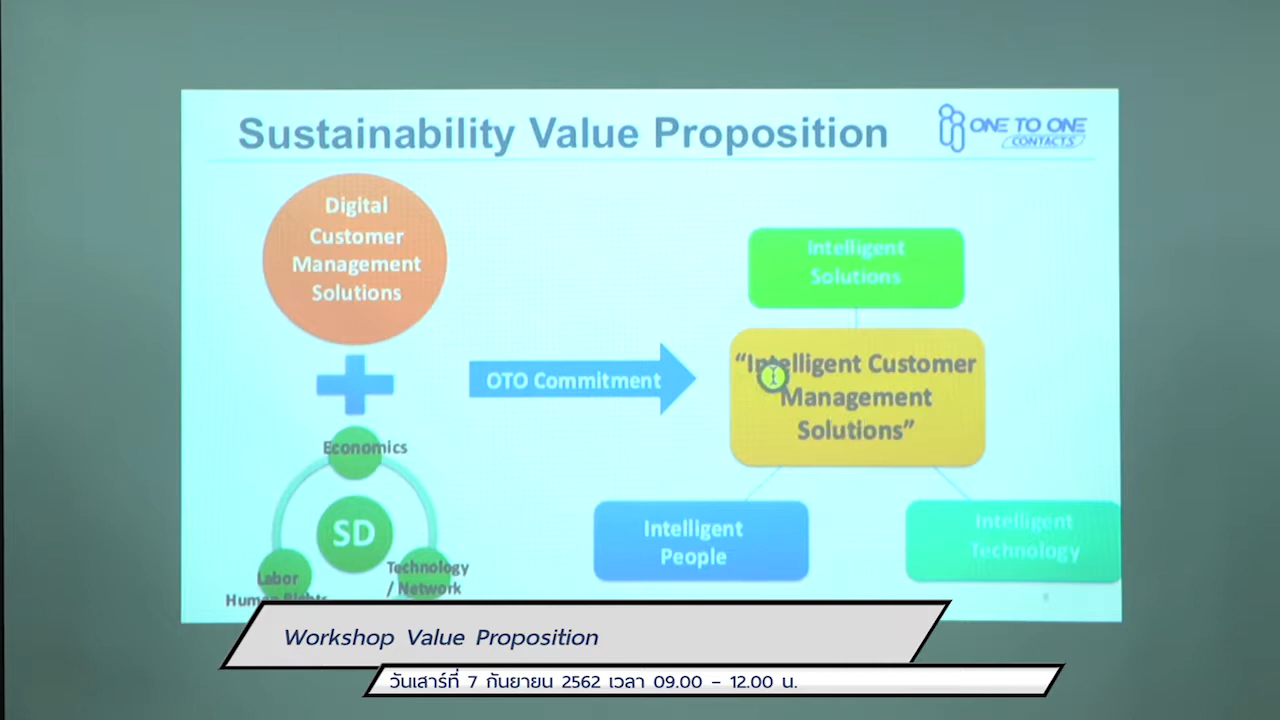 Sustainability Value Proposition
ONE TO ONE
CONTACTS
Digital
Customer
Management
Solutions
Economics
SD
Labor
Human Rights
Technology
/ Network
OTO Commitment
Intelligent
Solutions
“Intelligent Customer
Management
Solutions”
Intelligent
People
Intelligent
Technology
Workshop Value Proposition
วันเสาร์ที่ 7 กันยายน 2562 เวลา 09.00 - 12.00 น.